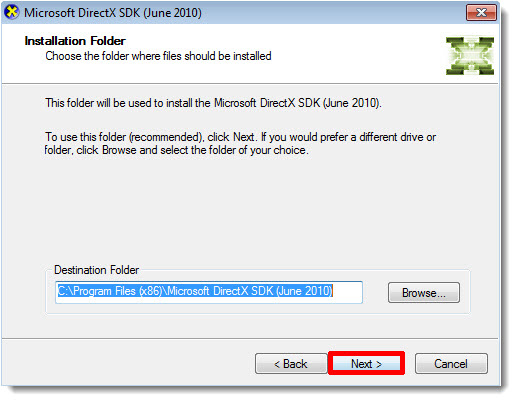 Microsoft DirectX SDK (June 2010)
Installation Folder
Choose the folder where files should be installed
This folder will be used to install the Microsoft DirectX SDK (June 2010).
To use this folder (recommended), click Next. If you would prefer a different drive or
folder, click Browse and select the folder of your choice.
Destination Folder
C:\Program Files (x86)\Microsoft DirectX SDK (June 2010)
Browse...
< Back
Next >
Cancel